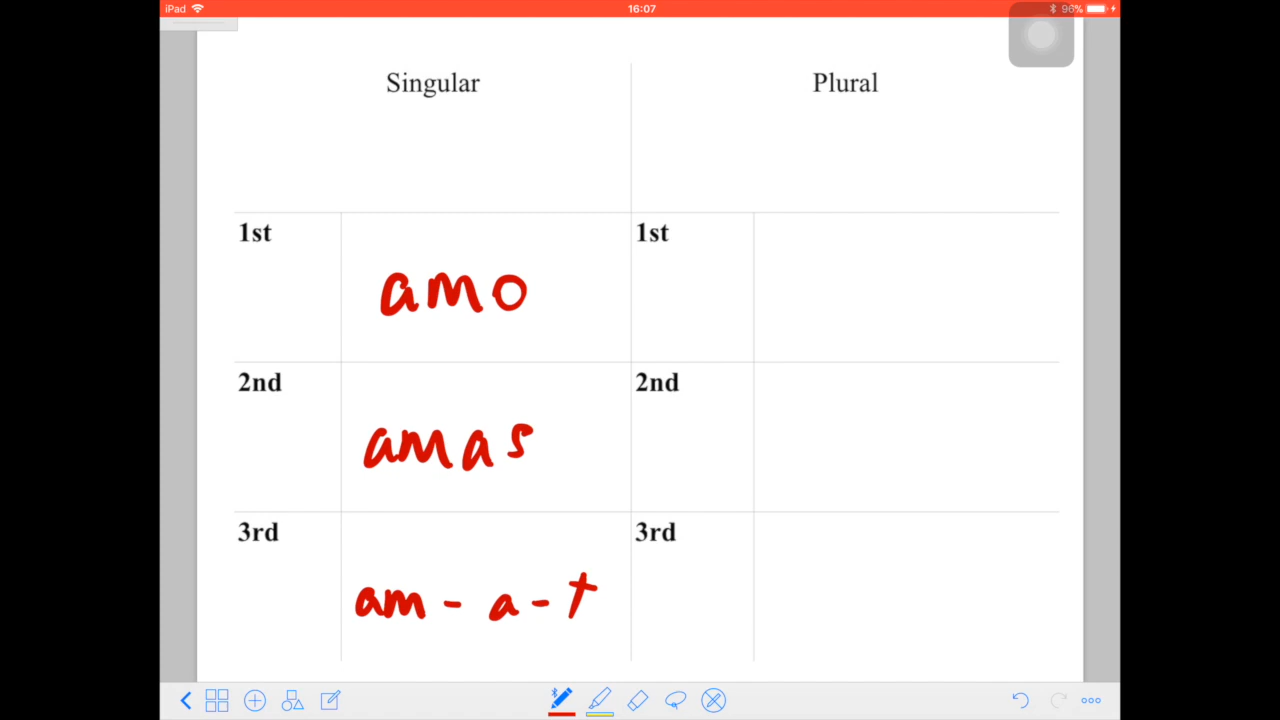 iPad 16:07 96%
Singular Plural
1st amo 1st
2nd amas 2nd
3rd am - a - t 3rd